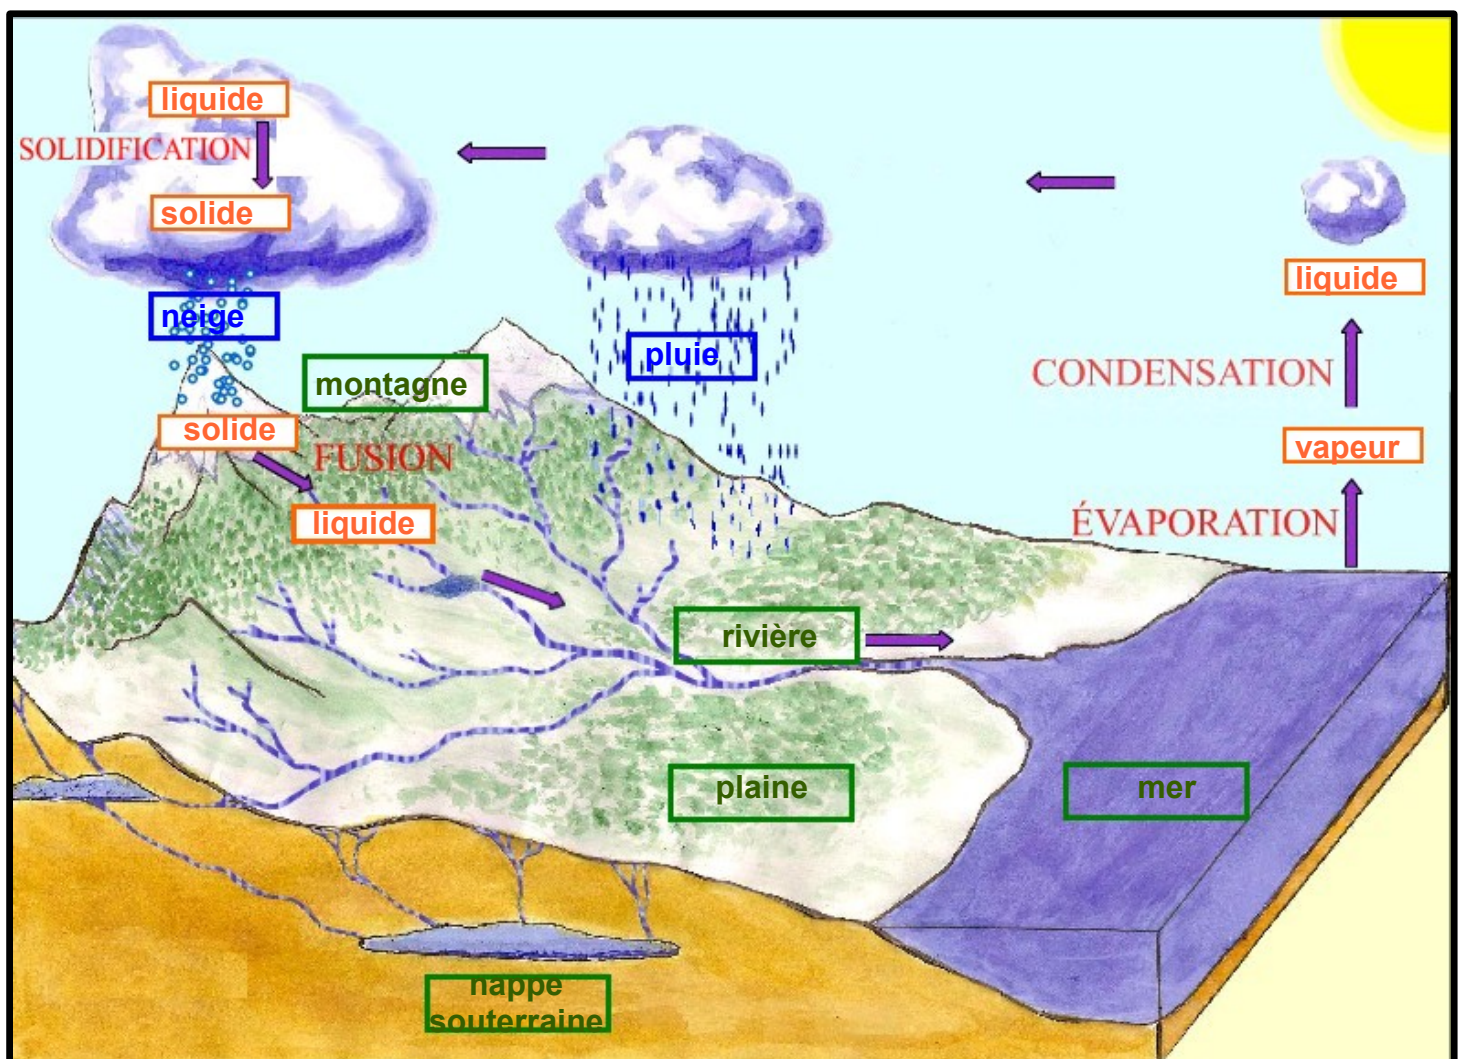 liquide
SOLIDIFICATION
solide
liquide
neige
pluie
montagne
CONDENSATION
solide
FUSION
vapeur
liquide
ÉVAPORATION
rivière
plaine
mer
nappe
souterraine